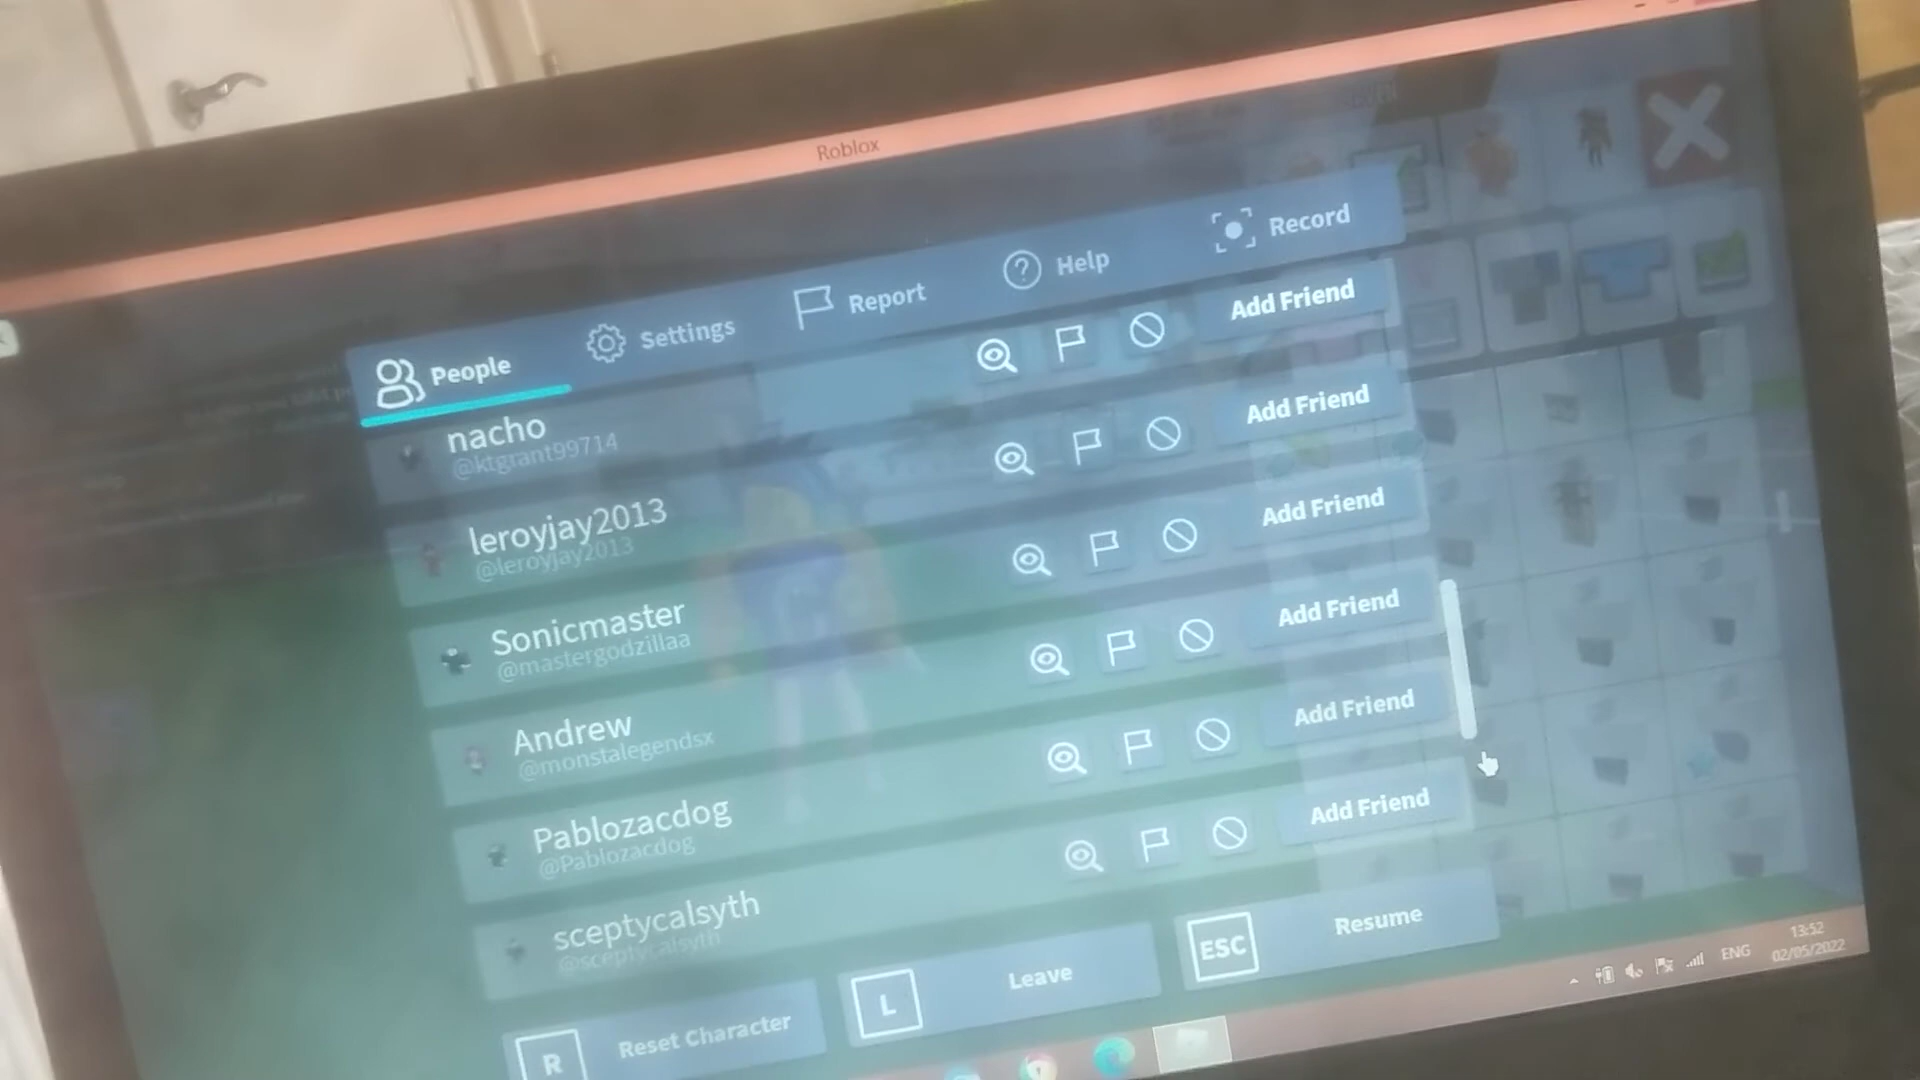 Roblox
People
Settings
Report
Help
Record
Add Friend
nacho
@ktgrant99714
Add Friend
leroyjay2013
@leroyjay2013
Add Friend
Sonicmaster
@mastergodzillaa
Add Friend
Andrew
@monstalegendsx
Add Friend
Pablozacdog
@Pablozacdog
Add Friend
sceptycalsyth
@sceptycalsyth
R Reset Character
L Leave
ESC Resume
ENG
13:52
02/05/2022